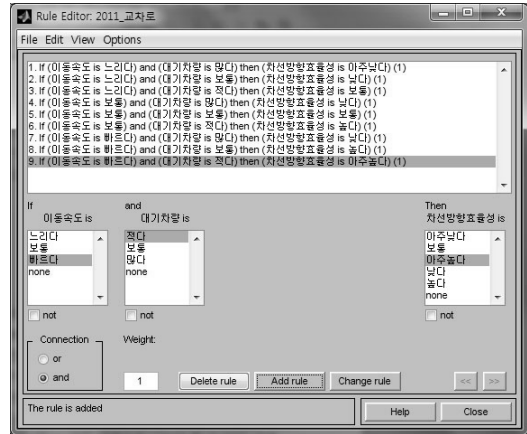 Rule Editor: 2011_교차로
File Edit View Options
1. If (이동속도 is 느리다) and (대기차량 is 많다) then (차선방향효율성 is 아주낮다) (1)
2. If (이동속도 is 느리다) and (대기차량 is 보통) then (차선방향효율성 is 낮다) (1)
3. If (이동속도 is 느리다) and (대기차량 is 적다) then (차선방향효율성 is 보통) (1)
4. If (이동속도 is 보통) and (대기차량 is 많다) then (차선방향효율성 is 낮다) (1)
5. If (이동속도 is 보통) and (대기차량 is 보통) then (차선방향효율성 is 보통) (1)
6. If (이동속도 is 보통) and (대기차량 is 적다) then (차선방향효율성 is 높다) (1)
7. If (이동속도 is 빠르다) and (대기차량 is 많다) then (차선방향효율성 is 보통) (1)
8. If (이동속도 is 빠르다) and (대기차량 is 보통) then (차선방향효율성 is 높다) (1)
9. If (이동속도 is 빠르다) and (대기차량 is 적다) then (차선방향효율성 is 아주높다) (1)
If and Then
이동속도 is 대기차량 is 차선방향효율성 is
느리다 적다 아주낮다
보통 보통 보통
빠르다 많다 아주높다
none none 낮다
높다
none
not not not
Connection Weight:
or
and 1 Delete rule Add rule Change rule << >>
The rule is added Help Close